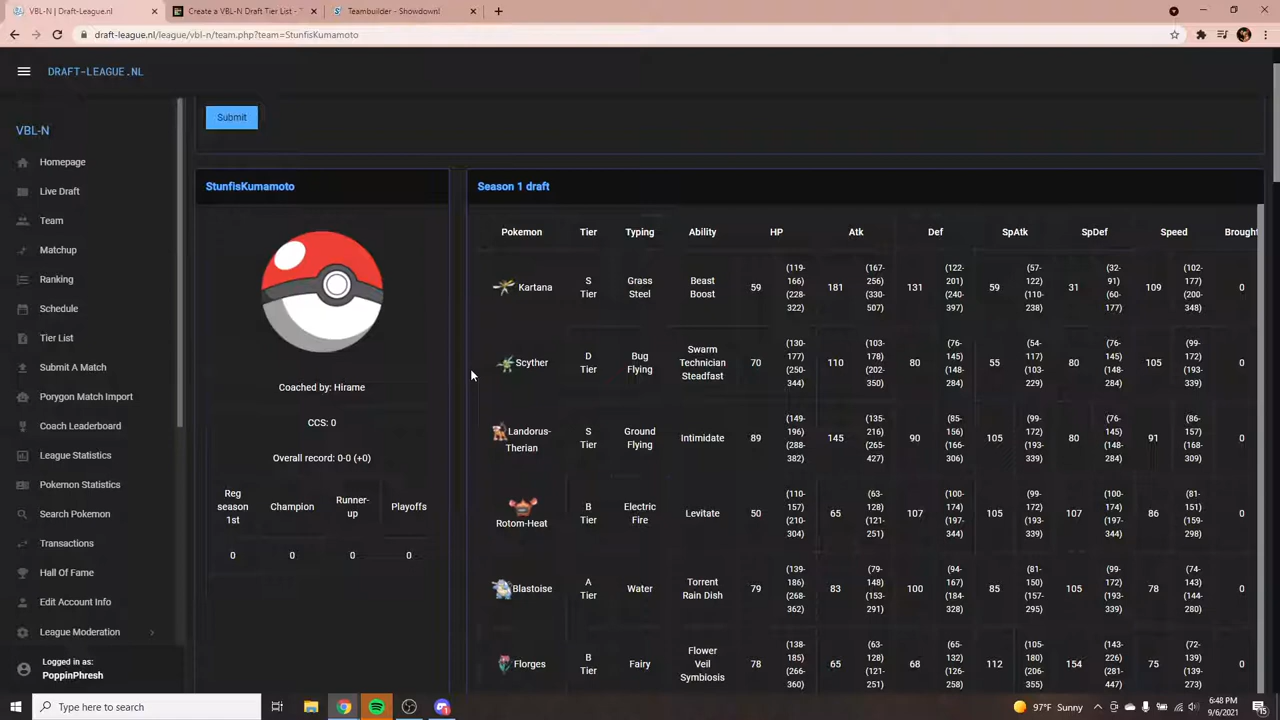 VBL-N | Draft-League.nl
Create a VBL-N Draft Tier List - T
Teambuilder - Showdown!
draft-league.nl/league/vbl-n/team.php?team=StunfisKumamoto
DRAFT-LEAGUE.NL
VBL-N
Homepage
Live Draft
Team
Matchup
Ranking
Schedule
Tier List
Submit A Match
Porygon Match Import
Coach Leaderboard
League Statistics
Pokemon Statistics
Search Pokemon
Transactions
Hall Of Fame
Edit Account Info
League Moderation
Logged in as:
PoppinPhresh
Submit
StunfisKumamoto
Coached by: Hirame
CCS: 0
Overall record: 0-0 (+0)
Reg season 1st Champion Runner-up Playoffs
0 0 0 0
Season 1 draft
Pokemon Tier Typing Ability HP Atk Def SpAtk SpDef Speed Brought
Kartana S Tier Grass Steel Beast Boost 59 (119-166) (228-322) 181 (167-256) (330-507) 131 (122-201) (240-397) 59 (57-122) (110-238) 31 (32-91) (60-177) 109 (102-177) (200-348) 0
Scyther D Tier Bug Flying Swarm Technician Steadfast 70 (130-177) (250-344) 110 (103-178) (202-350) 80 (76-145) (148-284) 55 (54-117) (103-229) 80 (76-145) (148-284) 105 (99-172) (193-339) 0
Landorus-Therian S Tier Ground Flying Intimidate 89 (149-196) (288-382) 145 (135-216) (265-427) 90 (85-156) (166-306) 105 (99-172) (193-339) 80 (76-145) (148-284) 91 (86-157) (168-309) 0
Rotom-Heat B Tier Electric Fire Levitate 50 (110-157) (210-304) 65 (63-128) (121-251) 107 (100-174) (197-344) 105 (99-172) (193-339) 107 (100-174) (197-344) 86 (81-151) (159-298) 0
Blastoise A Tier Water Torrent Rain Dish 79 (139-186) (268-362) 83 (79-148) (153-291) 100 (94-167) (184-328) 85 (81-150) (157-295) 105 (99-172) (193-339) 78 (74-143) (144-280) 0
Florges B Tier Fairy Flower Veil Symbiosis 78 (138-185) (266-360) 65 (63-128) (121-251) 68 (65-132) (126-258) 112 (105-180) (206-355) 154 (143-226) (281-447) 75 (72-139) (139-273) 0
Type here to search
97°F Sunny
6:48 PM
9/6/2021
15